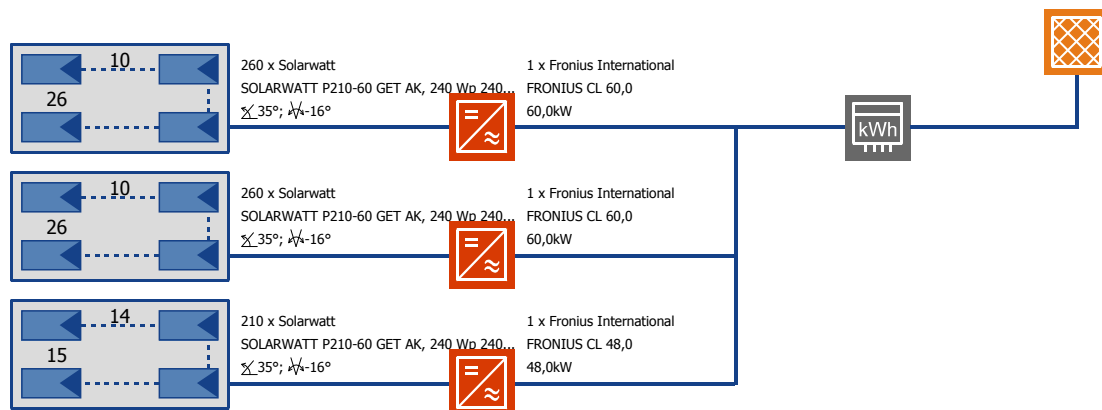 10
26
260 x Solarwatt
SOLARWATT P210-60 GET AK, 240 Wp 240...
35°; -16°
1 x Fronius International
FRONIUS CL 60,0
60,0kW
kWh
10
26
260 x Solarwatt
SOLARWATT P210-60 GET AK, 240 Wp 240...
35°; -16°
1 x Fronius International
FRONIUS CL 60,0
60,0kW
14
15
210 x Solarwatt
SOLARWATT P210-60 GET AK, 240 Wp 240...
35°; -16°
1 x Fronius International
FRONIUS CL 48,0
48,0kW